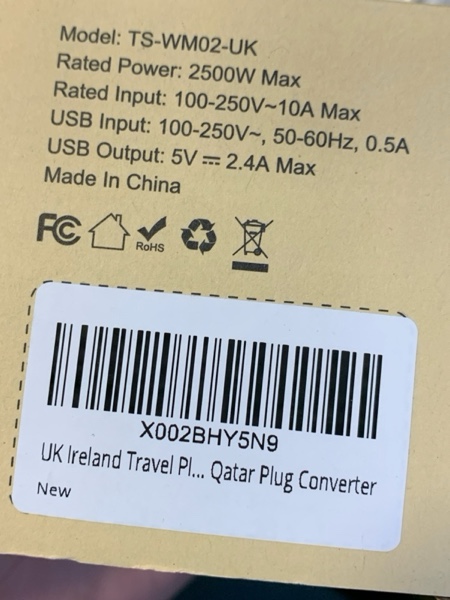 Model: TS-WM02-UK
Rated Power: 2500W Max
Rated Input: 100-250V~10A Max
USB Input: 100-250V~, 50-60Hz, 0.5A
USB Output: 5V⎓2.4A Max
Made In China
FC
RoHS
X002BHY5N9
UK Ireland Travel Pl... Qatar Plug Converter
New